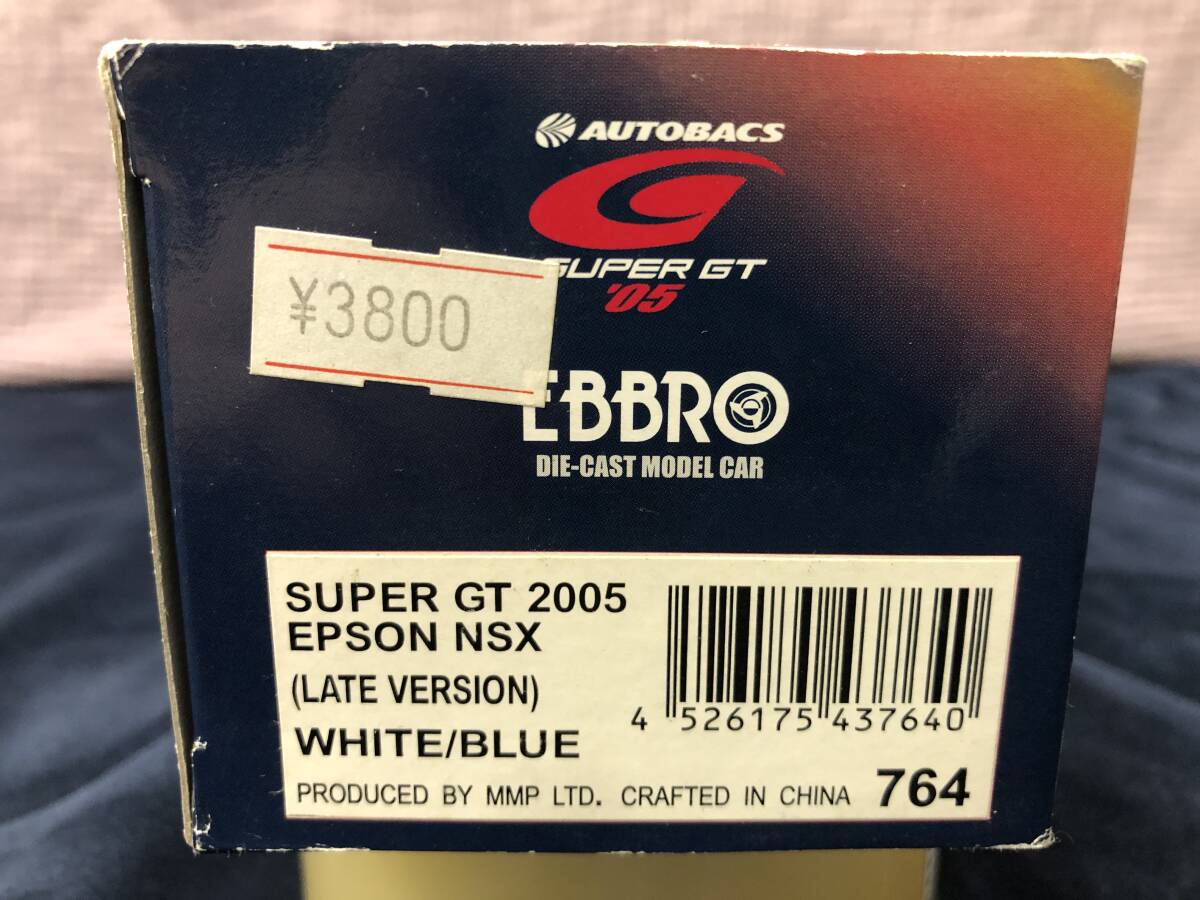 AUTOBACS
SUPER GT
'05
¥3800
EBBRO
DIE-CAST MODEL CAR
SUPER GT 2005
EPSON NSX
(LATE VERSION)
WHITE/BLUE
4 526175 437640
PRODUCED BY MMP LTD. CRAFTED IN CHINA 764